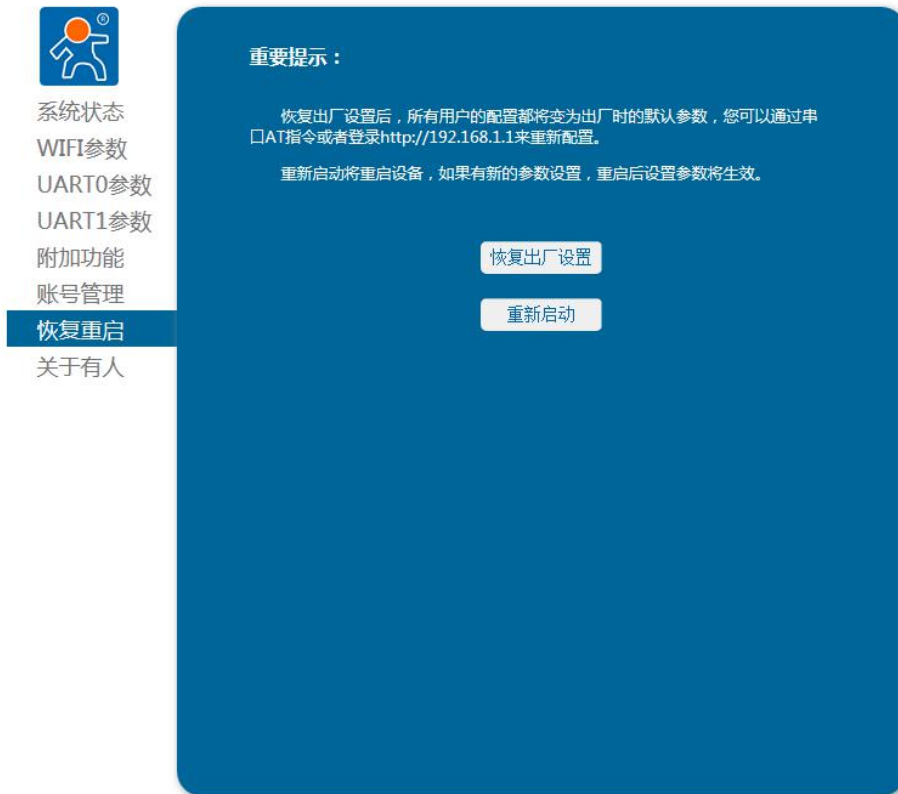 ®
系统状态
WIFI参数
UART0参数
UART1参数
附加功能
账号管理
恢复重启
关于有人
重要提示：
恢复出厂设置后，所有用户的配置都将变为出厂时的默认参数，您可以通过串
口AT指令或者登录http://192.168.1.1来重新配置。
重新启动将重启设备，如果有新的参数设置，重启后设置参数将生效。
恢复出厂设置
重新启动